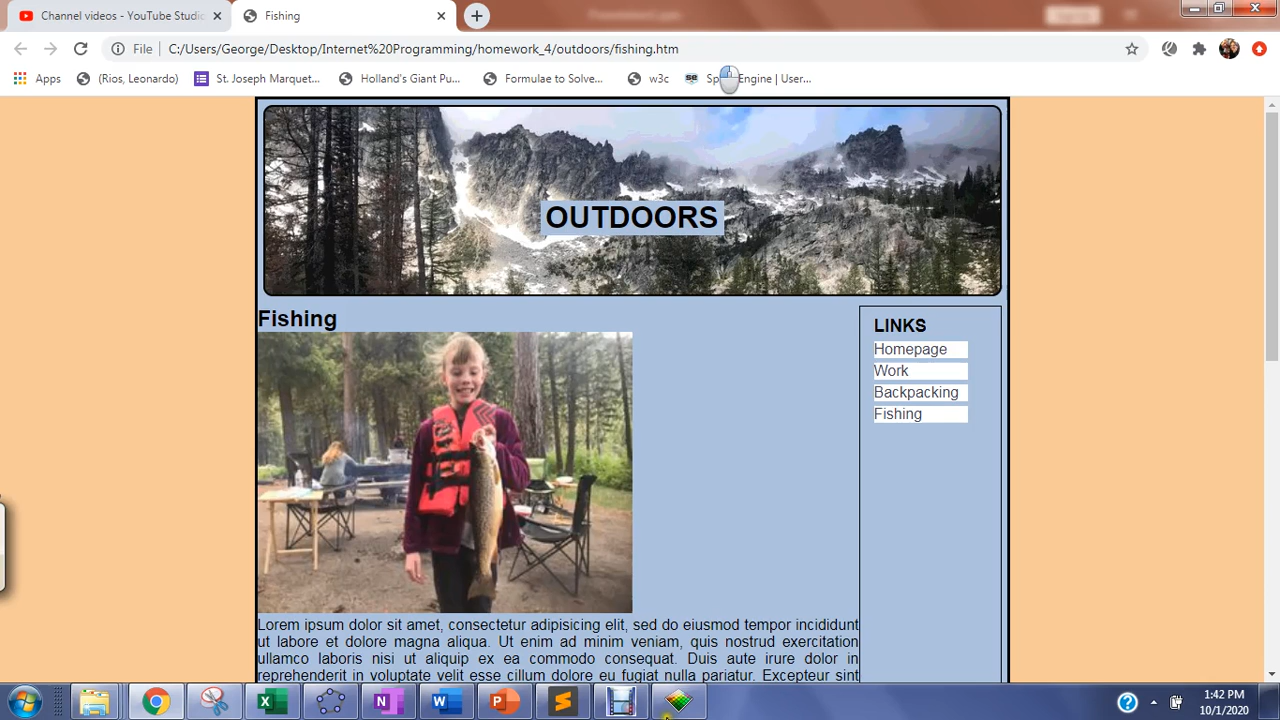 Channel videos - YouTube Studio
Fishing
File
C:/Users/George/Desktop/Internet%20Programming/homework_4/outdoors/fishing.htm
Apps
(Rios, Leonardo)
St. Joseph Marquet...
Holland's Giant Pu...
Formulae to Solve...
w3c
Engine | User...
OUTDOORS
Fishing
LINKS
Homepage
Work
Backpacking
Fishing
Lorem ipsum dolor sit amet, consectetur adipisicing elit, sed do eiusmod tempor incididunt
ut labore et dolore magna aliqua. Ut enim ad minim veniam, quis nostrud exercitation
ullamco laboris nisi ut aliquip ex ea commodo consequat. Duis aute irure dolor in
reprehenderit in voluptate velit esse cillum dolore eu fugiat nulla pariatur. Excepteur sint
1:42 PM
10/1/2020